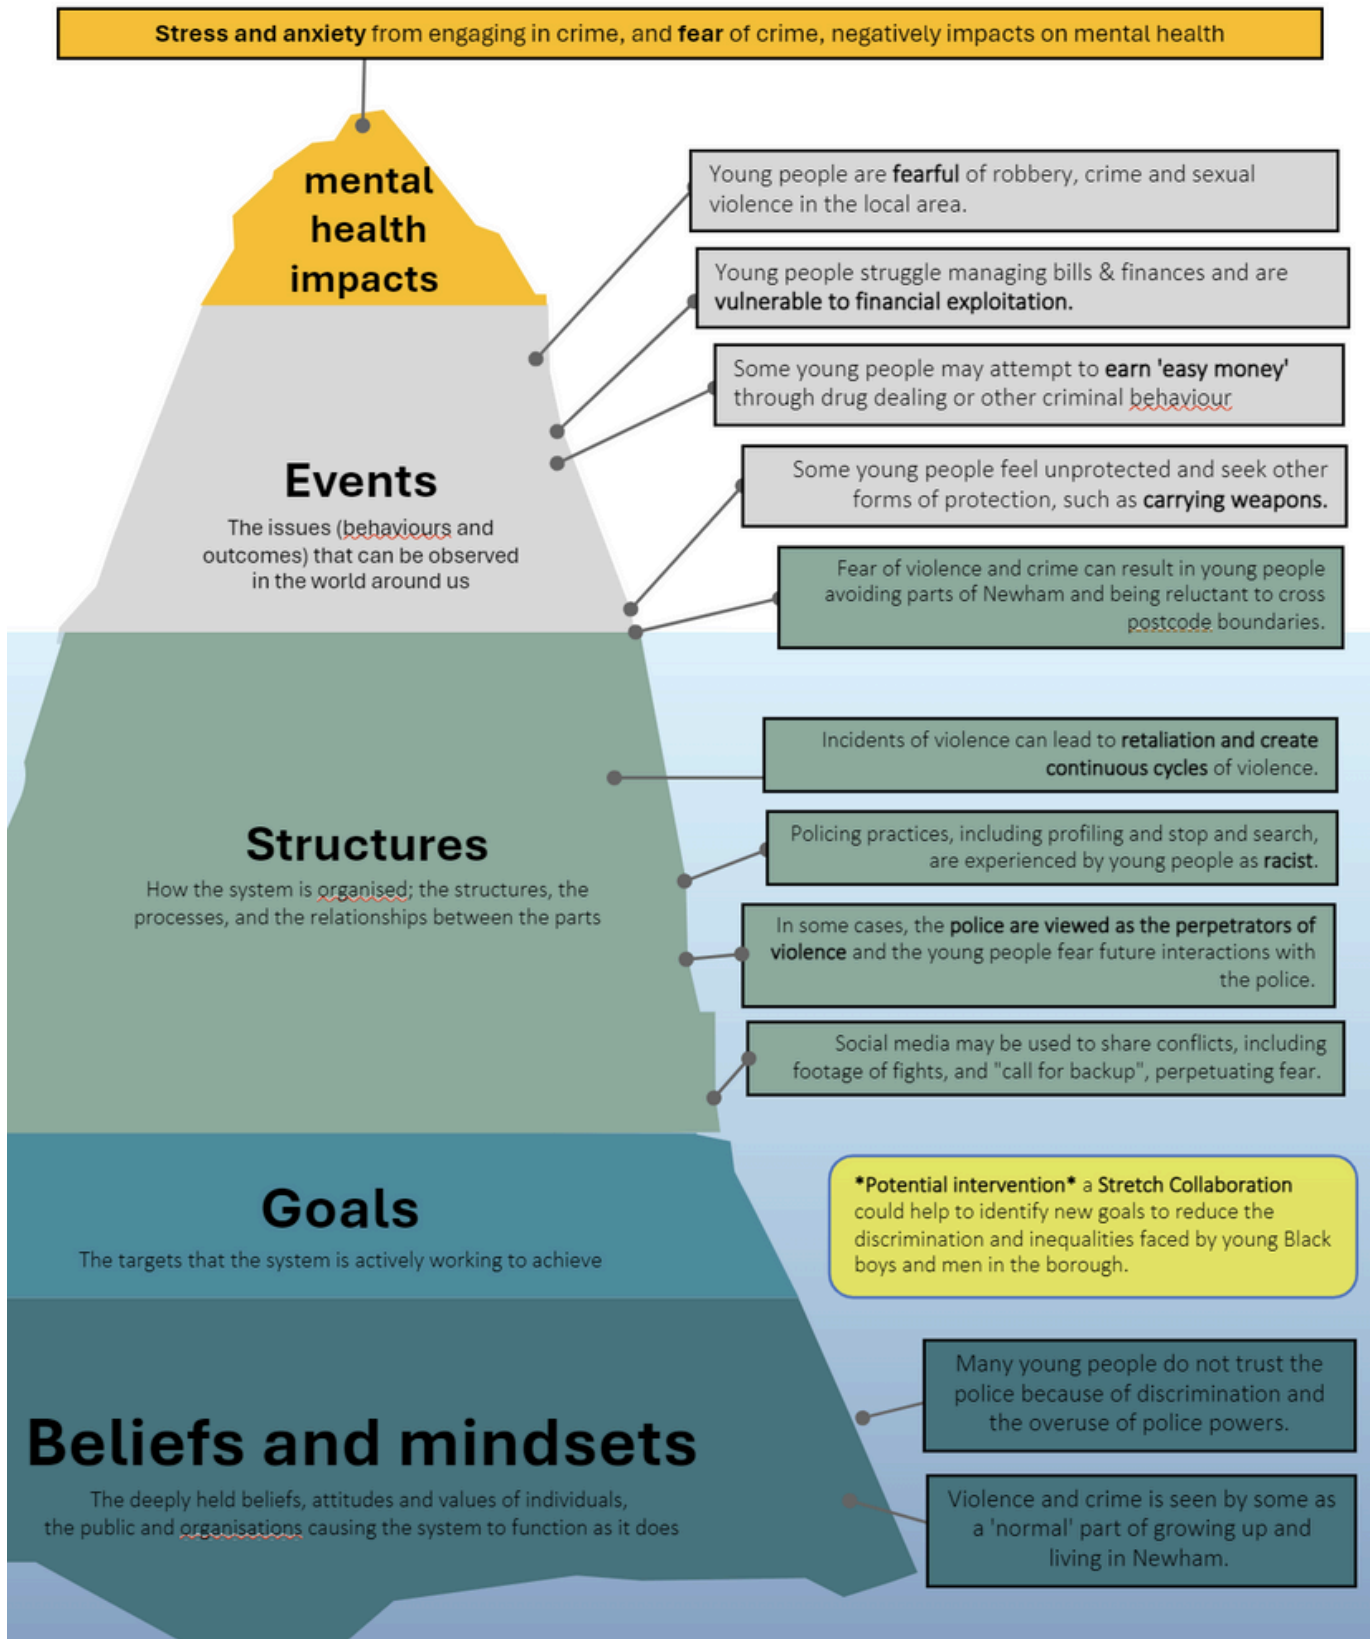 Stress and anxiety from engaging in crime, and fear of crime, negatively impacts on mental health
mental
health
impacts
Young people are fearful of robbery, crime and sexual
violence in the local area.
Young people struggle managing bills & finances and are
vulnerable to financial exploitation.
Some young people may attempt to earn 'easy money'
through drug dealing or other criminal behaviour
Events
The issues (behaviours and
outcomes) that can be observed
in the world around us
Some young people feel unprotected and seek other
forms of protection, such as carrying weapons.
Fear of violence and crime can result in young people
avoiding parts of Newham and being reluctant to cross
postcode boundaries.
Structures
How the system is organised; the structures, the
processes, and the relationships between the parts
Incidents of violence can lead to retaliation and create
continuous cycles of violence.
Policing practices, including profiling and stop and search,
are experienced by young people as racist.
In some cases, the police are viewed as the perpetrators of
violence and the young people fear future interactions with
the police.
Social media may be used to share conflicts, including
footage of fights, and "call for backup", perpetuating fear.
Goals
The targets that the system is actively working to achieve
*Potential intervention* a Stretch Collaboration
could help to identify new goals to reduce the
discrimination and inequalities faced by young Black
boys and men in the borough.
Beliefs and mindsets
The deeply held beliefs, attitudes and values of individuals,
the public and organisations causing the system to function as it does
Many young people do not trust the
police because of discrimination and
the overuse of police powers.
Violence and crime is seen by some as
a 'normal' part of growing up and
living in Newham.